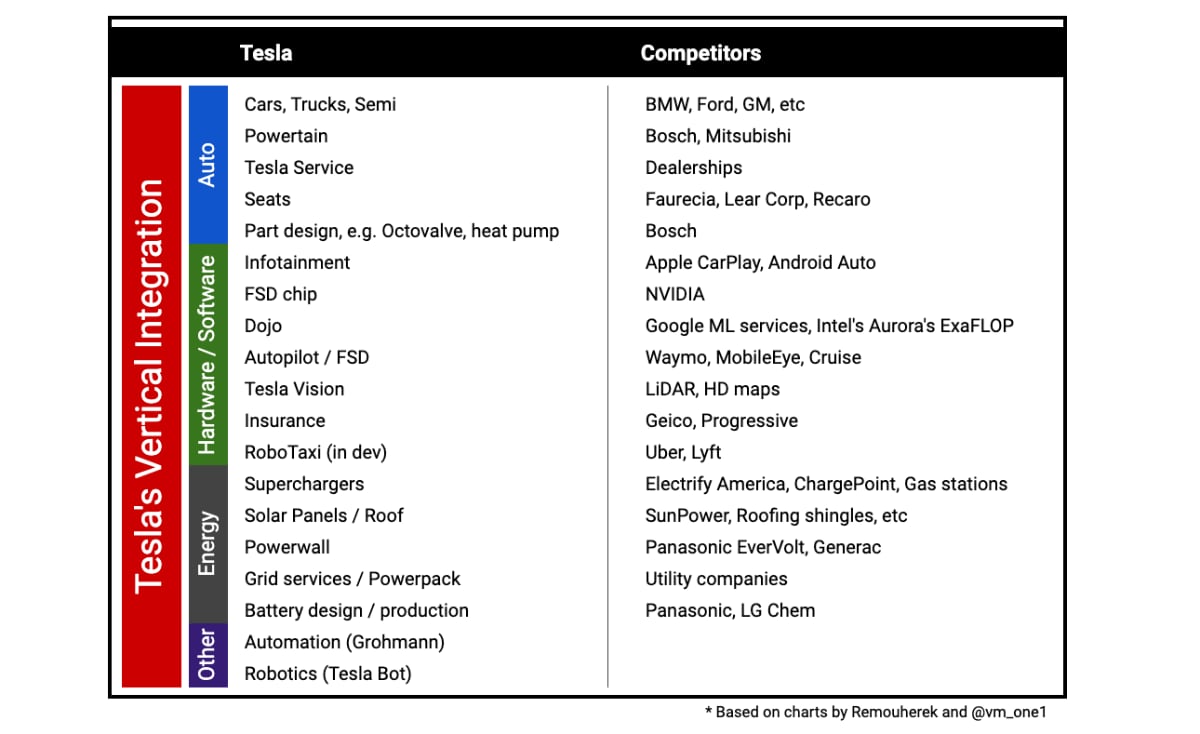 Tesla Competitors
Tesla's Vertical Integration
Auto
Cars, Trucks, Semi BMW, Ford, GM, etc
Powertain Bosch, Mitsubishi
Tesla Service Dealerships
Seats Faurecia, Lear Corp, Recaro
Part design, e.g. Octovalve, heat pump Bosch
Hardware / Software
Infotainment Apple CarPlay, Android Auto
FSD chip NVIDIA
Dojo Google ML services, Intel's Aurora's ExaFLOP
Autopilot / FSD Waymo, MobileEye, Cruise
Tesla Vision LiDAR, HD maps
Insurance Geico, Progressive
RoboTaxi (in dev) Uber, Lyft
Energy
Superchargers Electrify America, ChargePoint, Gas stations
Solar Panels / Roof SunPower, Roofing shingles, etc
Powerwall Panasonic EverVolt, Generac
Grid services / Powerpack Utility companies
Battery design / production Panasonic, LG Chem
Other
Automation (Grohmann)
Robotics (Tesla Bot)
* Based on charts by Remouherek and @vm_one1